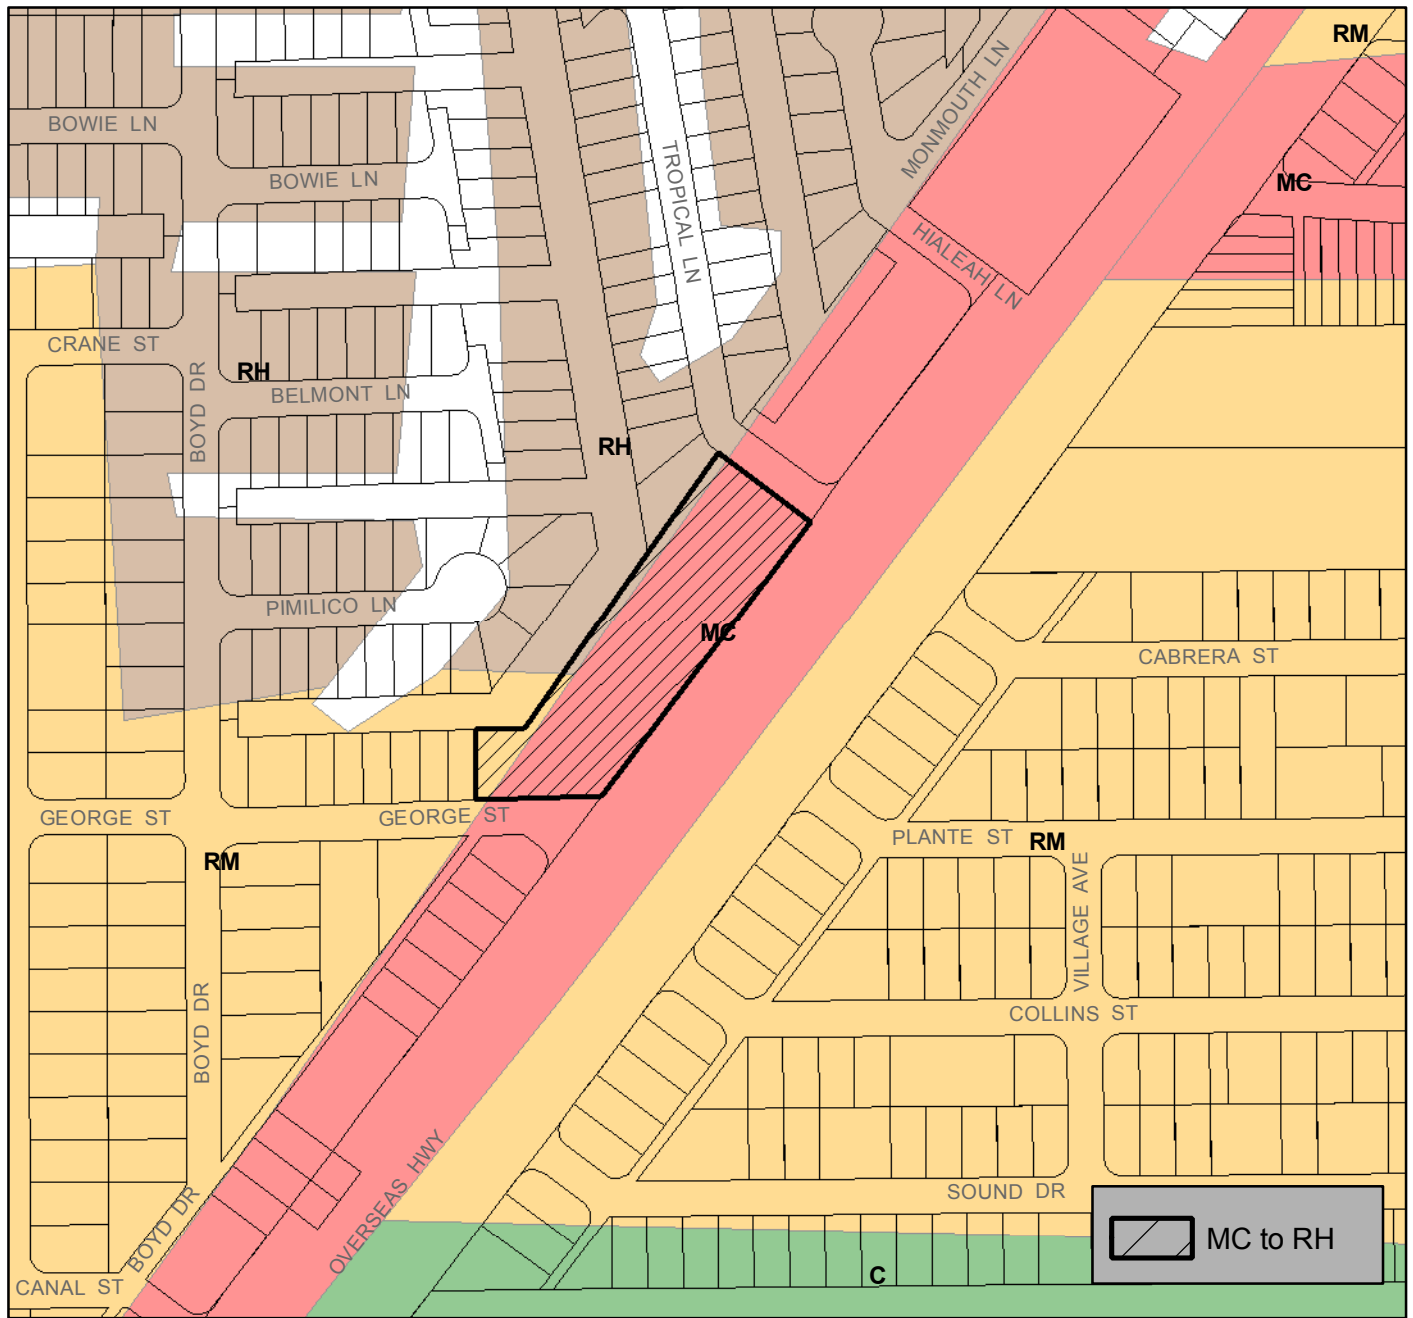 RM
MONMOUTH LN
BOWIE LN
BOWIE LN
TROPICAL LN
MC
HIALEAH LN
CRANE ST
BOYD DR
RH
BELMONT LN
RH
PIMILICO LN
MC
CABRERA ST
GEORGE ST
GEORGE ST
PLANTE ST
RM
RM
VILLAGE AVE
BOYD DR
COLLINS ST
OVERSEAS HWY
SOUND DR
BOYD DR
MC to RH
C
CANAL ST